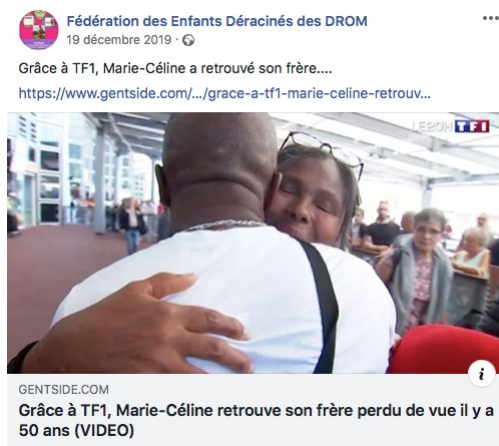 Fédération des Enfants Déracinés des DROM
19 décembre 2019 ·
Grâce à TF1, Marie-Céline a retrouvé son frère....
https://www.gentside.com/.../grace-a-tf1-marie-celine-retrouv...
LE20H TF1
GENTSIDE.COM
Grâce à TF1, Marie-Céline retrouve son frère perdu de vue il y a
50 ans (VIDEO)